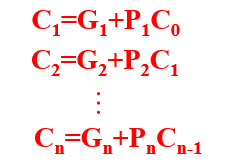 C₁=G₁+P₁C₀
C₂=G₂+P₂C₁
⋮
Cₙ=Gₙ+PₙCₙ₋₁